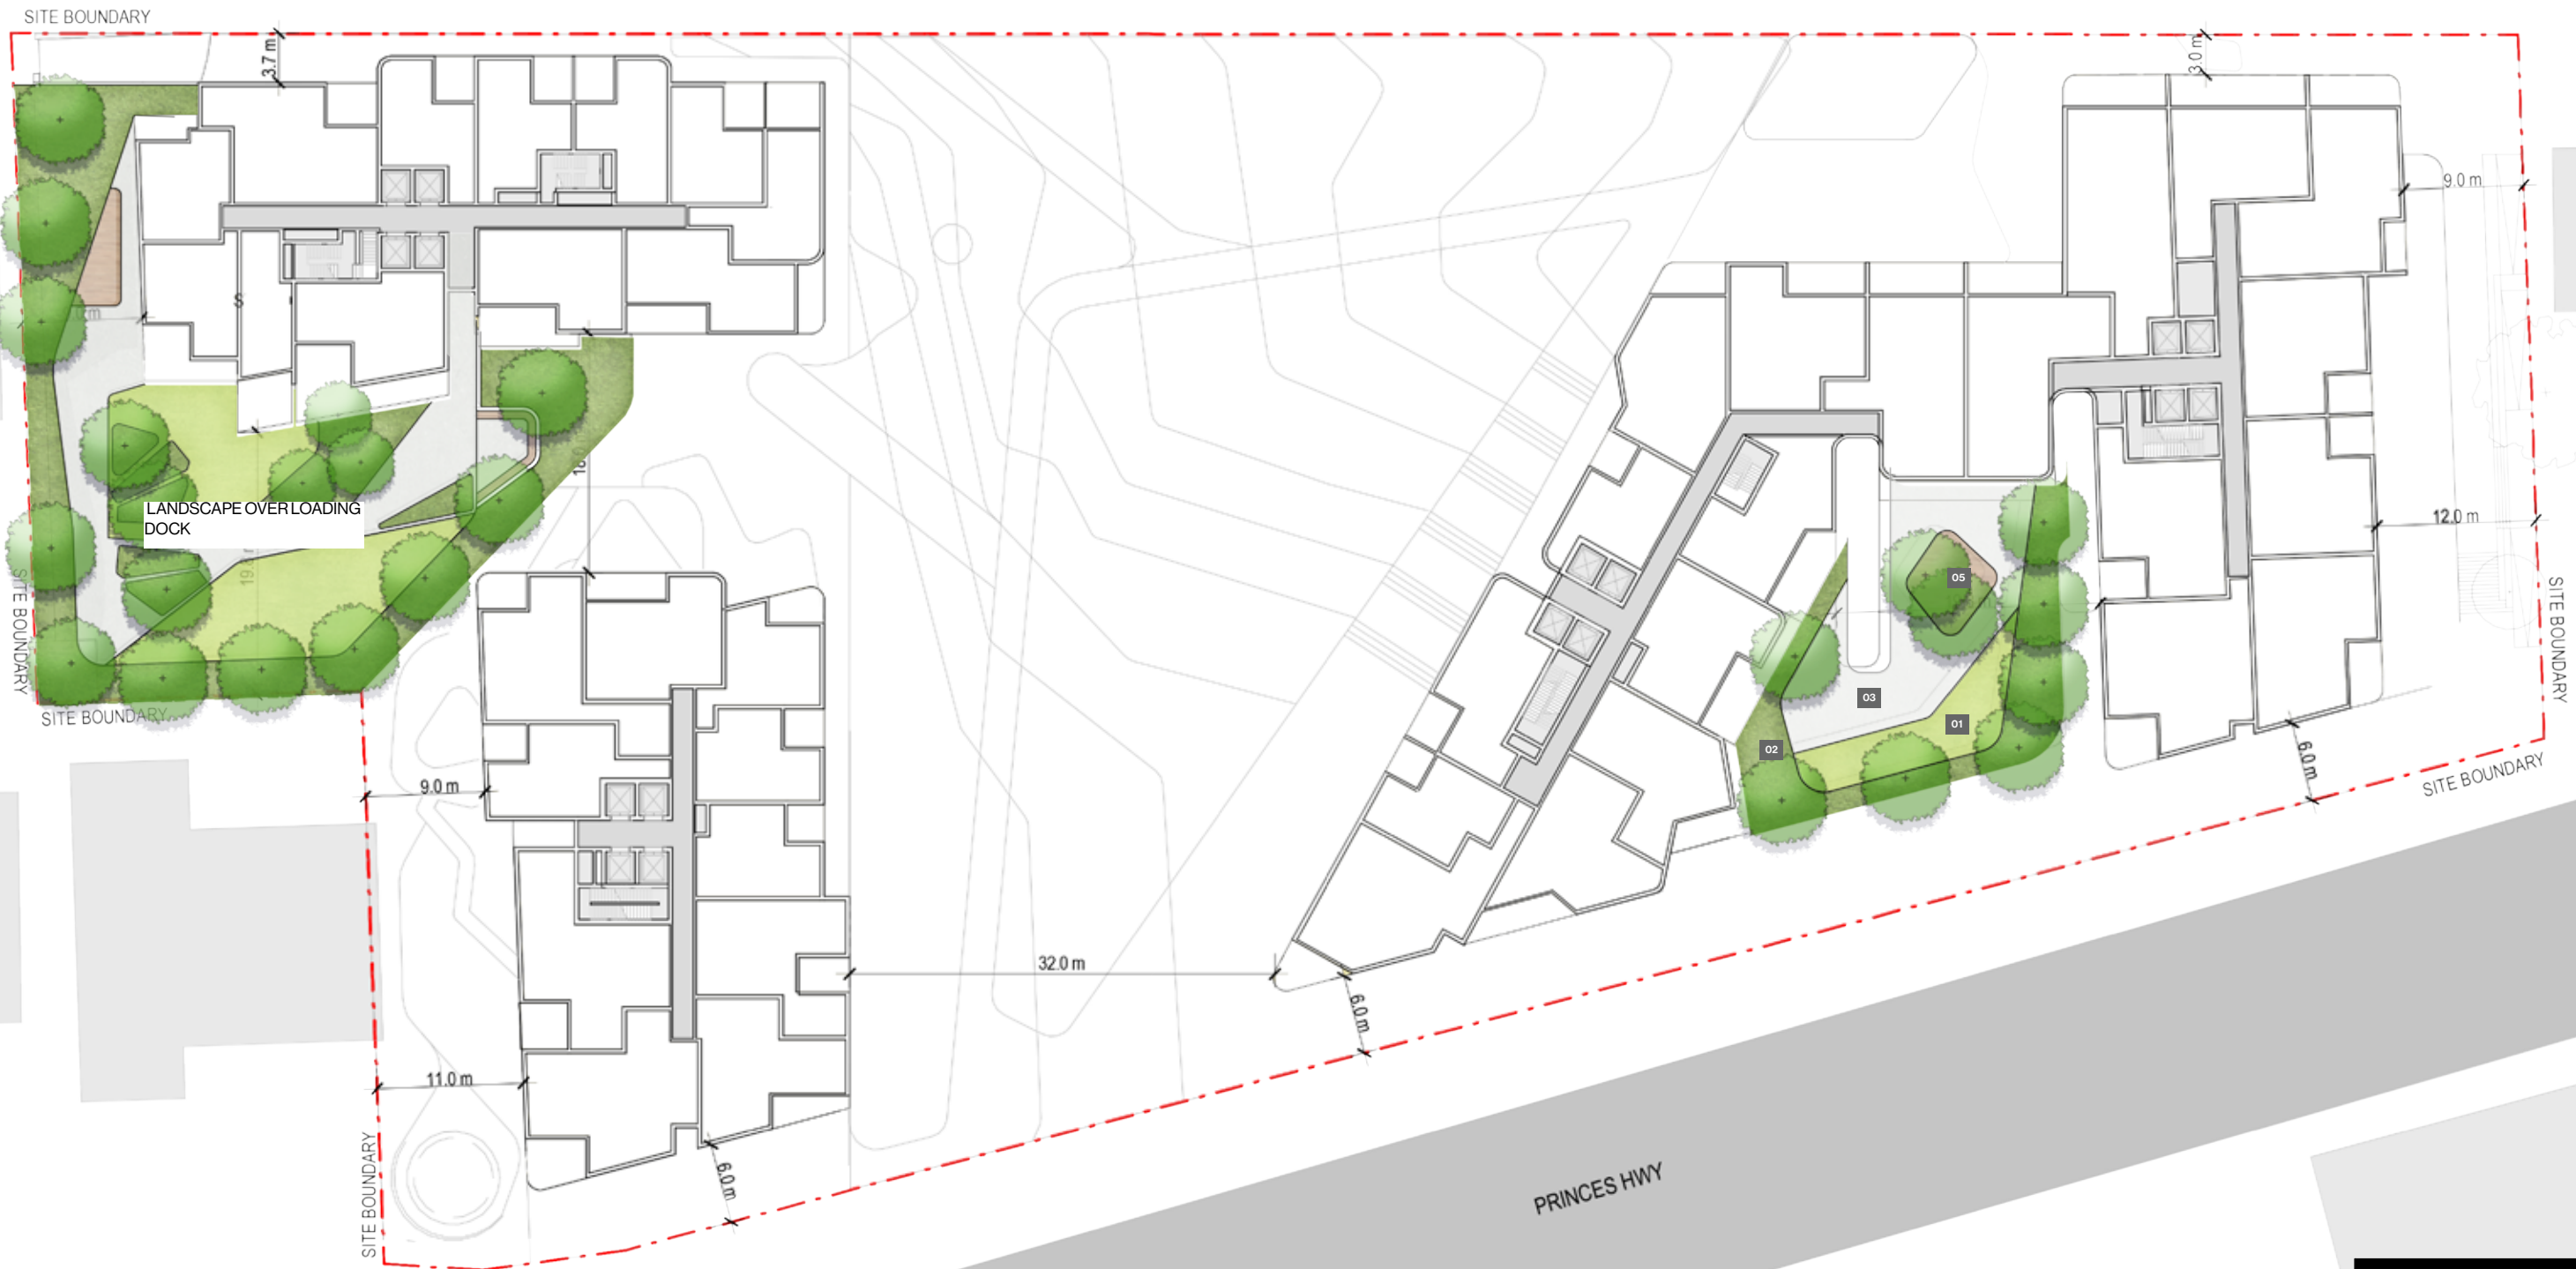 SITE BOUNDARY
3.7 m
3.0 m
9.0 m
S
12.0 m
LANDSCAPE OVER LOADING
DOCK
05
03
01
02
SITE BOUNDARY
SITE BOUNDARY
SITE BOUNDARY
6.0 m
SITE BOUNDARY
9.0 m
32.0 m
6.0 m
11.0 m
SITE BOUNDARY
6.0 m
PRINCES HWY